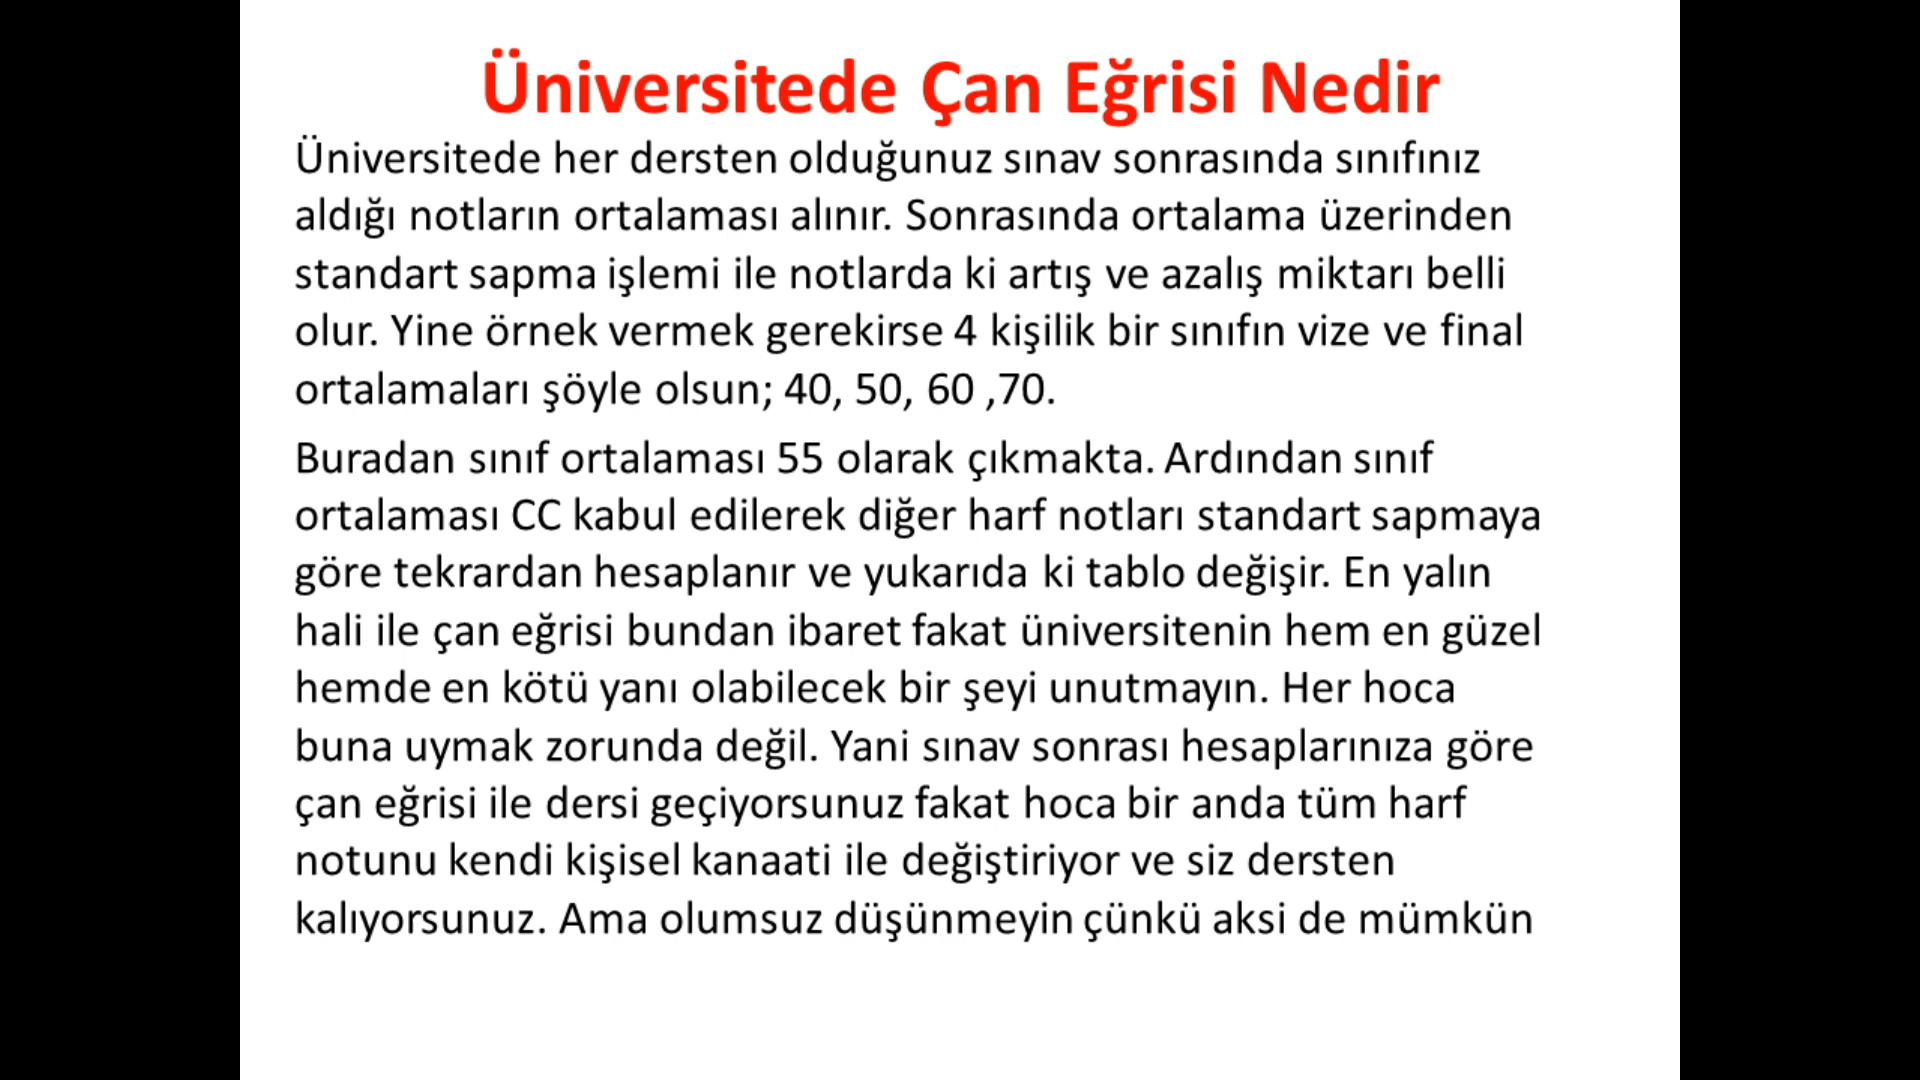 Üniversitede Çan Eğrisi Nedir
Üniversitede her dersten olduğunuz sınav sonrasında sınıfınız
aldığı notların ortalaması alınır. Sonrasında ortalama üzerinden
standart sapma işlemi ile notlarda ki artış ve azalış miktarı belli
olur. Yine örnek vermek gerekirse 4 kişilik bir sınıfın vize ve final
ortalamaları şöyle olsun; 40, 50, 60 ,70.
Buradan sınıf ortalaması 55 olarak çıkmakta. Ardından sınıf
ortalaması CC kabul edilerek diğer harf notları standart sapmaya
göre tekrardan hesaplanır ve yukarıda ki tablo değişir. En yalın
hali ile çan eğrisi bundan ibaret fakat üniversitenin hem en güzel
hemde en kötü yanı olabilecek bir şeyi unutmayın. Her hoca
buna uymak zorunda değil. Yani sınav sonrası hesaplarınıza göre
çan eğrisi ile dersi geçiyorsunuz fakat hoca bir anda tüm harf
notunu kendi kişisel kanaati ile değiştiriyor ve siz dersten
kalıyorsunuz. Ama olumsuz düşünmeyin çünkü aksi de mümkün